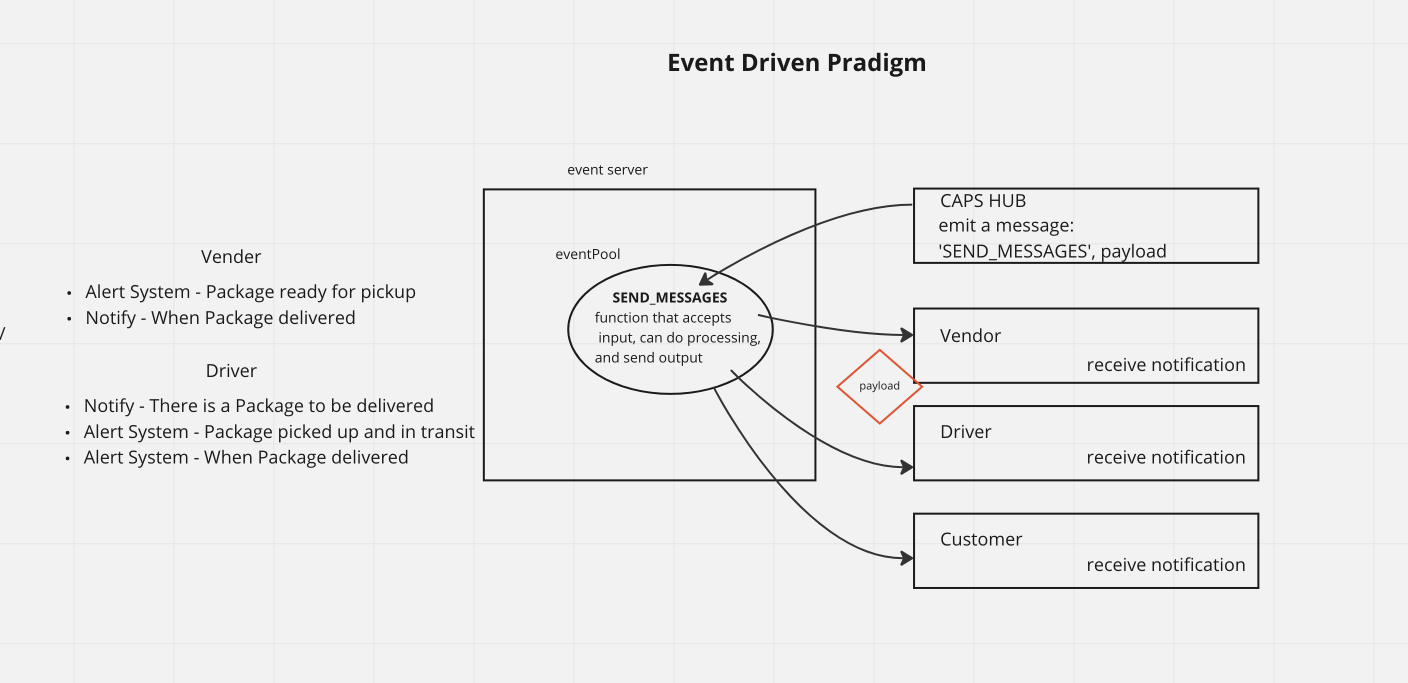 Event Driven Pradigm
Vender
• Alert System - Package ready for pickup
• Notify - When Package delivered
/
Driver
• Notify - There is a Package to be delivered
• Alert System - Package picked up and in transit
• Alert System - When Package delivered
event server
eventPool
SEND_MESSAGES
function that accepts
input, can do processing,
and send output
CAPS HUB
emit a message:
'SEND_MESSAGES', payload
Vendor
receive notification
payload
Driver
receive notification
Customer
receive notification